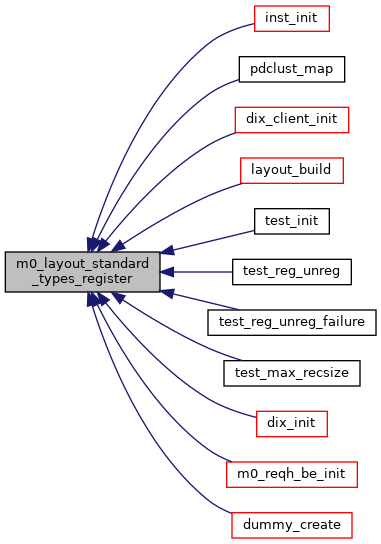 inst_init
pdclust_map
dix_client_init
layout_build
test_init
m0_layout_standard
_types_register
test_reg_unreg
test_reg_unreg_failure
test_max_recsize
dix_init
m0_reqh_be_init
dummy_create